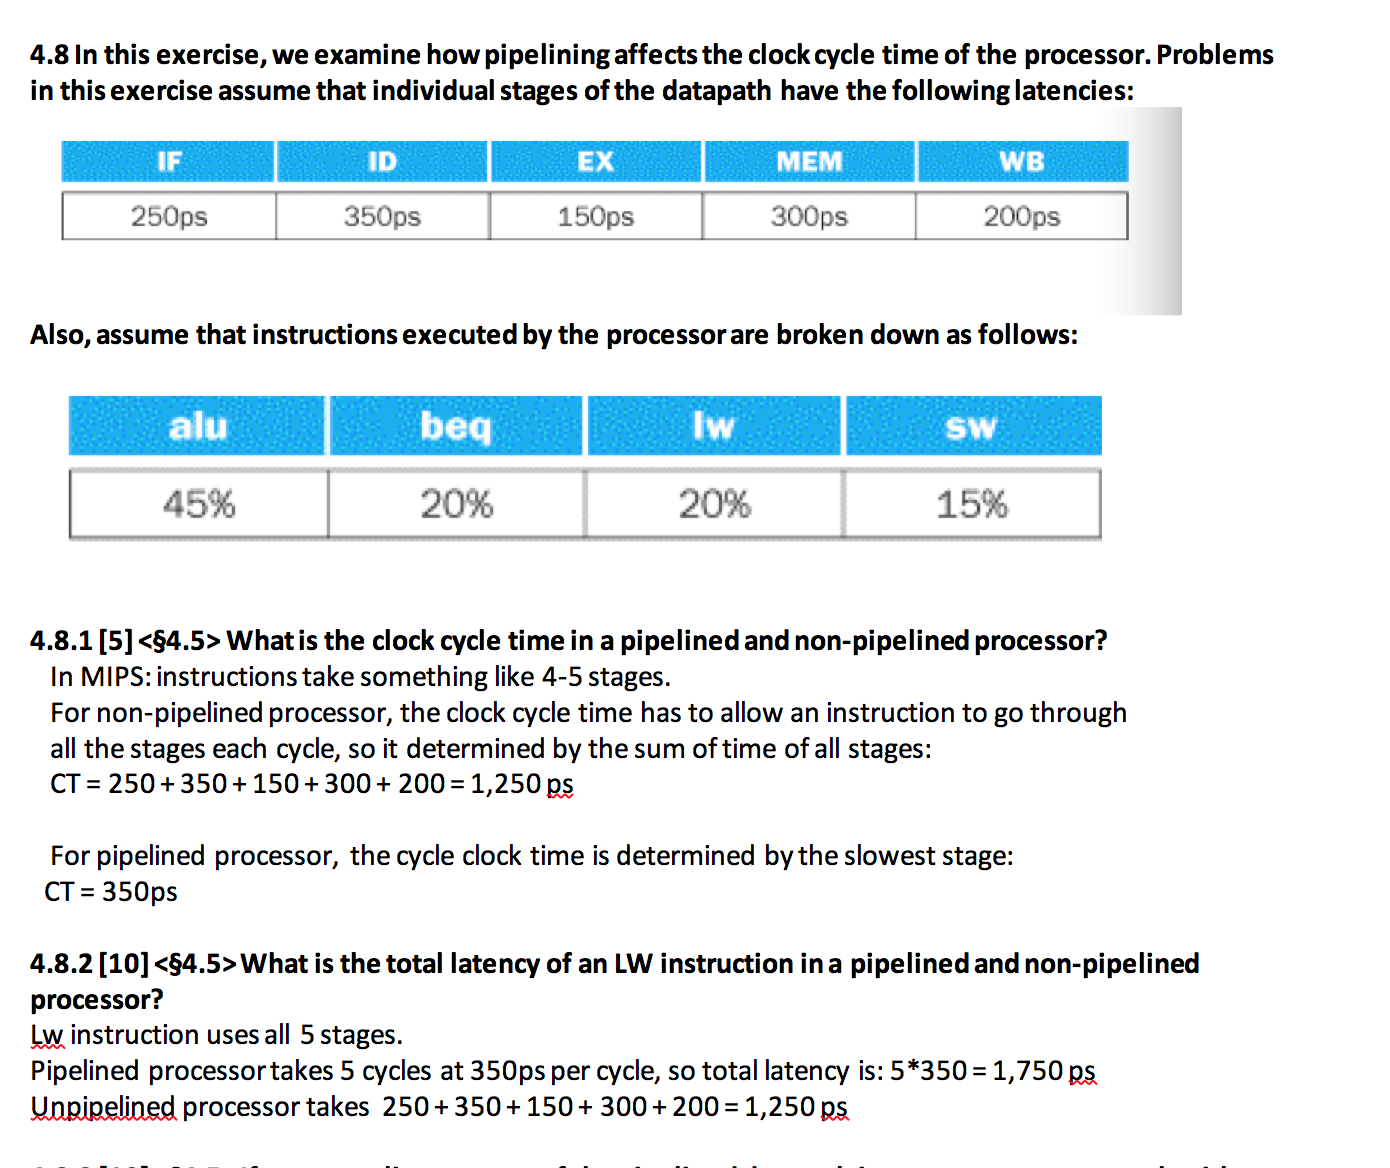 4.8 In this exercise, we examine how pipelining affects the clock cycle time of the processor. Problems
in this exercise assume that individual stages of the datapath have the following latencies:
IF ID EX MEM WB
250ps 350ps 150ps 300ps 200ps
Also, assume that instructions executed by the processor are broken down as follows:
alu beq lw sw
45% 20% 20% 15%
4.8.1 [5] <§4.5> What is the clock cycle time in a pipelined and non-pipelined processor?
In MIPS: instructions take something like 4-5 stages.
For non-pipelined processor, the clock cycle time has to allow an instruction to go through
all the stages each cycle, so it determined by the sum of time of all stages:
CT = 250 + 350 + 150 + 300 + 200 = 1,250 ps
For pipelined processor, the cycle clock time is determined by the slowest stage:
CT = 350ps
4.8.2 [10] <§4.5> What is the total latency of an LW instruction in a pipelined and non-pipelined
processor?
Lw instruction uses all 5 stages.
Pipelined processor takes 5 cycles at 350ps per cycle, so total latency is: 5*350 = 1,750 ps
Unpipelined processor takes 250 + 350 + 150 + 300 + 200 = 1,250 ps